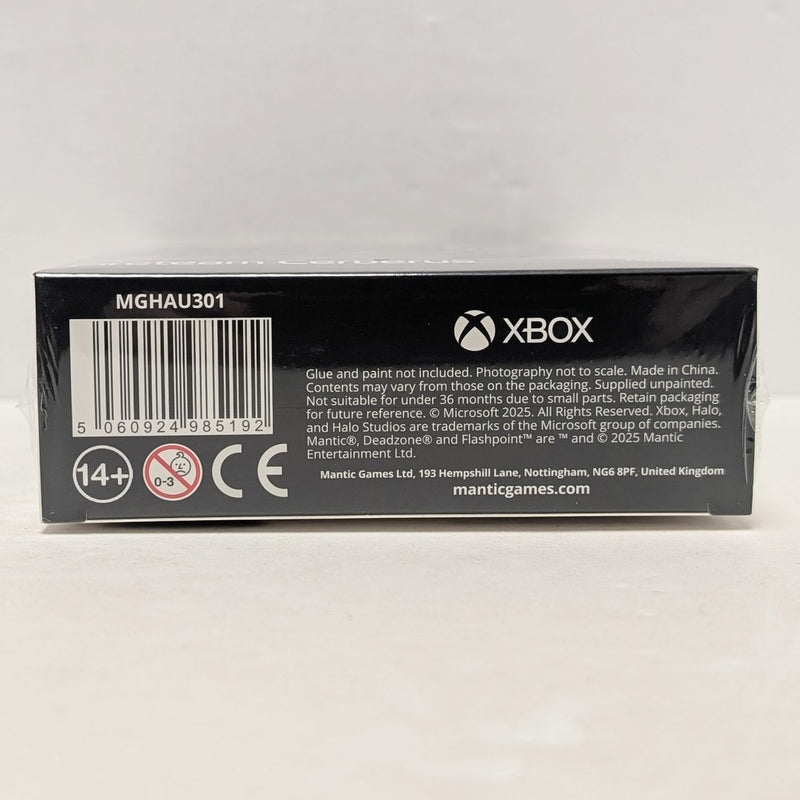 Cerberus
MGHAU301
5 060924 985192
14+
0-3
CE
XBOX
Glue and paint not included. Photography not to scale. Made in China.
Contents may vary from those on the packaging. Supplied unpainted.
Not suitable for under 36 months due to small parts. Retain packaging
for future reference. © Microsoft 2025. All Rights Reserved. Xbox, Halo,
and Halo Studios are trademarks of the Microsoft group of companies.
Mantic®, Deadzone® and Flashpoint™ are ™ and © 2025 Mantic
Entertainment Ltd.
Mantic Games Ltd, 193 Hempshill Lane, Nottingham, NG6 8PF, United Kingdom
manticgames.com